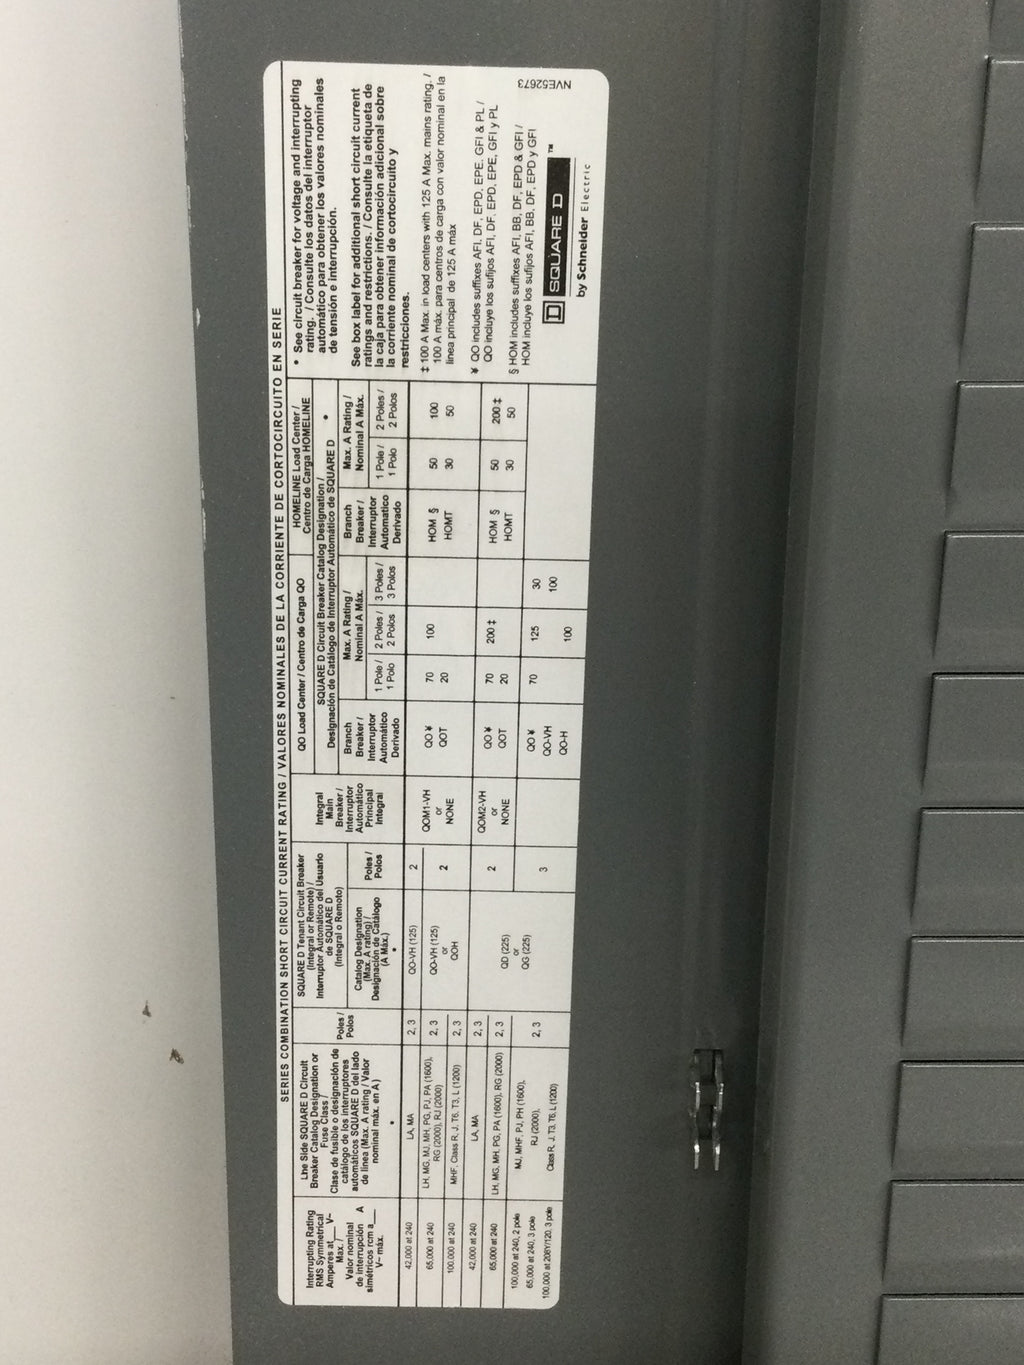 SERIES COMBINATION SHORT CIRCUIT CURRENT RATING / VALORES NOMINALES DE LA CORRIENTE DE CORTOCIRCUITO EN SERIE
Interrupting Rating
RMS Symmetrical
Amperes at___ V~
Max. /
Valor nominal
de interrupción A
simétricos rcm a___
V~ máx.
Line Side SQUARE D Circuit
Breaker Catalog Designation or
Fuse Class /
Clase de fusible o designación de
catálogo de los interruptores
automáticos SQUARE D del lado
de línea (Max. A rating / Valor
nominal máx. en A)
•
Poles /
Polos
SQUARE D Tenant Circuit Breaker
(Integral or Remote) /
Interruptor Automático del Usuario
de SQUARE D
(Integral o Remoto)
Catalog Designation
(Max. A rating) /
Designación de Catálogo
(A Máx.)
•
Poles /
Polos
Integral
Main
Breaker /
Interruptor
Automático
Principal
Integral
QO Load Center / Centro de Carga QO
HOMELINE Load Center /
Centro de Carga HOMELINE
SQUARE D Circuit Breaker Catalog Designation /
Designación de Catálogo de Interruptor Automático de SQUARE D •
Branch
Breaker /
Interruptor
Automático
Derivado
Max. A Rating /
Nominal A Máx.
1 Pole /
1 Polo
2 Poles /
2 Polos
3 Poles /
3 Polos
Branch
Breaker /
Interruptor
Automatico
Derivado
Max. A Rating /
Nominal A Máx.
1 Pole /
1 Polo
2 Poles /
2 Polos
42,000 at 240
LA, MA
2, 3
QO-VH (125)
2
65,000 at 240
LH, MG, MJ, MH, PG, PJ, PA (1600),
RG (2000), RJ (2000)
2, 3
100,000 at 240
MHF, Class R, J, T6, T3, L (1200)
2, 3
QO-VH (125)
or
QOH
2
QOM1-VH
or
NONE
QO ¥ 70 100
QOT 20
HOM § 50 100
HOMT 30 50
42,000 at 240
LA, MA
2, 3
65,000 at 240
LH, MG, MH, PG, PA (1600), RG (2000)
2, 3
100,000 at 240, 2 pole
65,000 at 240, 3 pole
100,000 at 208Y/120, 3 pole
MJ, MHF, PJ, PH (1600),
RJ (2000),
Class R, J, T3, T6, L (1200)
2, 3
QD (225)
or
QG (225)
2
3
QOM2-VH
or
NONE
QO ¥ 70 200 ‡
QOT 20
HOM § 50 200 ‡
HOMT 30 50
QO ¥ 70 125 30
QO-VH 100
QO-H 100
• See circuit breaker for voltage and interrupting
rating. / Consulte los datos del interruptor
automático para obtener los valores nominales
de tensión e interrupción.
See box label for additional short circuit current
ratings and restrictions. / Consulte la etiqueta de
la caja para obtener información adicional sobre
la corriente nominal de cortocircuito y
restricciones.
‡ 100 A Max. in load centers with 125 A Max. mains rating. /
100 A máx. para centros de carga con valor nominal en la
línea principal de 125 A máx
¥ QO includes suffixes AFI, DF, EPD, EPE, GFI & PL /
QO incluye los sufijos AFI, DF, EPD, EPE, GFI y PL
§ HOM includes suffixes AFI, BB, DF, EPD & GFI /
HOM incluye los sufijos AFI, BB, DF, EPD y GFI
D SQUARE D ™
by Schneider Electric
NVE52673